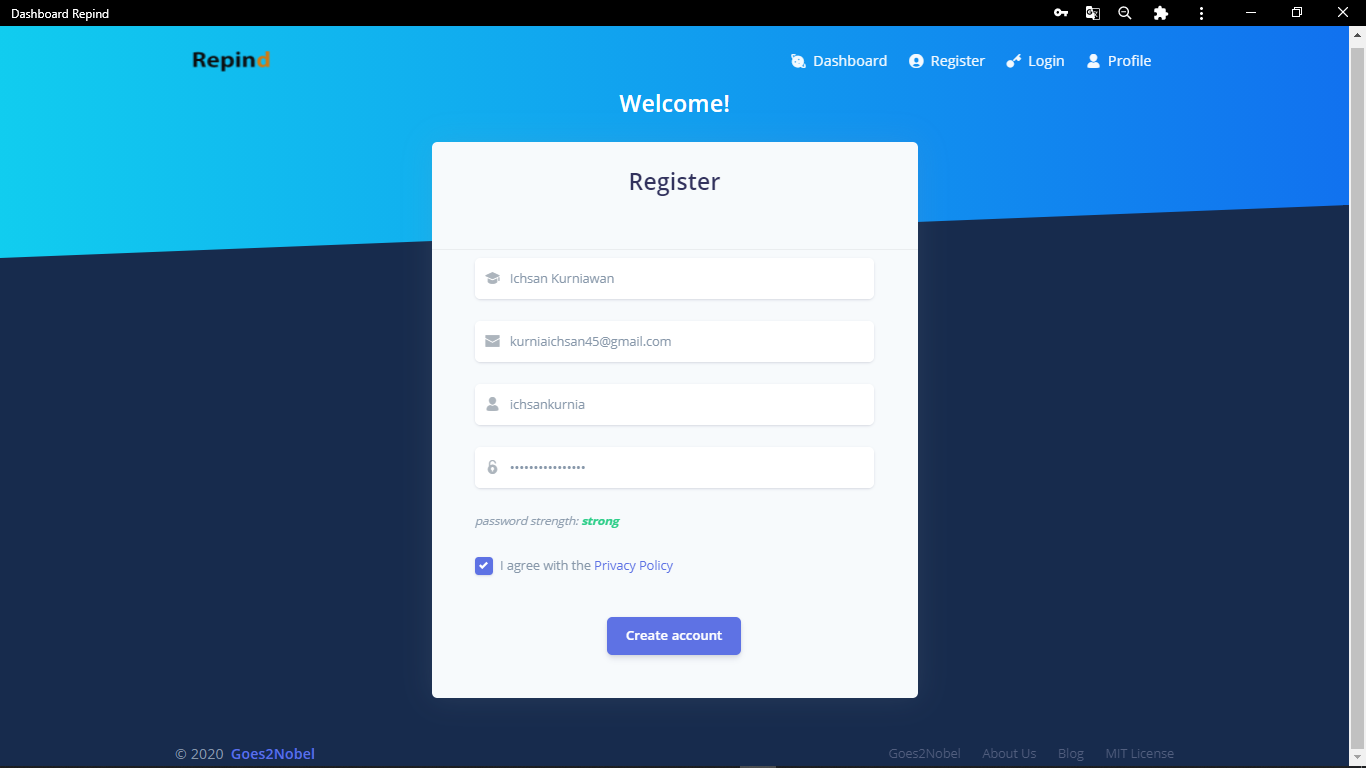 Dashboard Repind
Repind
Dashboard Register Login Profile
Welcome!
Register
Ichsan Kurniawan
kurniaichsan45@gmail.com
ichsankurnia
••••••••••••••••
password strength: strong
I agree with the Privacy Policy
Create account
© 2020 Goes2Nobel
Goes2Nobel About Us Blog MIT License